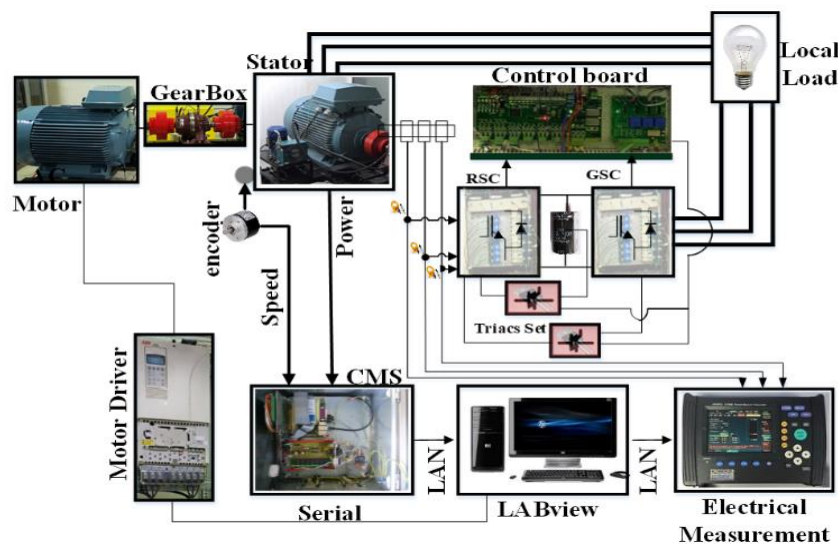 Stator
Local
Load
GearBox
Control board
RSC
GSC
Motor
encoder
Power
Speed
Triacs Set
Motor Driver
CMS
LAN
LAN
Serial
LABview
Electrical
Measurement